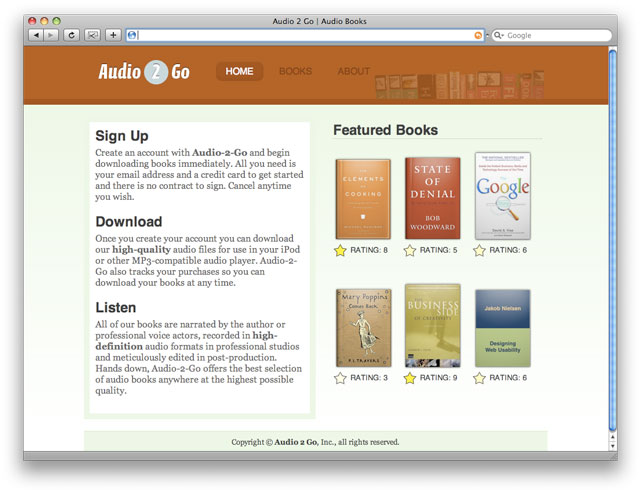 Audio 2 Go | Audio Books
Google
Audio 2 Go
HOME
BOOKS
ABOUT
Sign Up
Create an account with Audio-2-Go and begin
downloading books immediately. All you need is
your email address and a credit card to get started
and there is no contract to sign. Cancel anytime
you wish.
Download
Once you create your account you can download
our high-quality audio files for use in your iPod
or other MP3-compatible audio player. Audio-2-
Go also tracks your purchases so you can
download your books at any time.
Listen
All of our books are narrated by the author or
professional voice actors, recorded in high-
definition audio formats in professional studios
and meticulously edited in post-production.
Hands down, Audio-2-Go offers the best selection
of audio books anywhere at the highest possible
quality.
Featured Books
THE
ELEMENTS
OF
COOKING
RATING: 8
STATE
OF
DENIAL
BOB
WOODWARD
RATING: 5
Google
RATING: 6
Mary Poppins
Comes Back
P. L. TRAVERS
RATING: 3
BUSINESS
SIDE
OF CREATIVITY
RATING: 9
Jakob Nielsen
Designing
Web Usability
RATING: 6
Copyright © Audio 2 Go, Inc., all rights reserved.